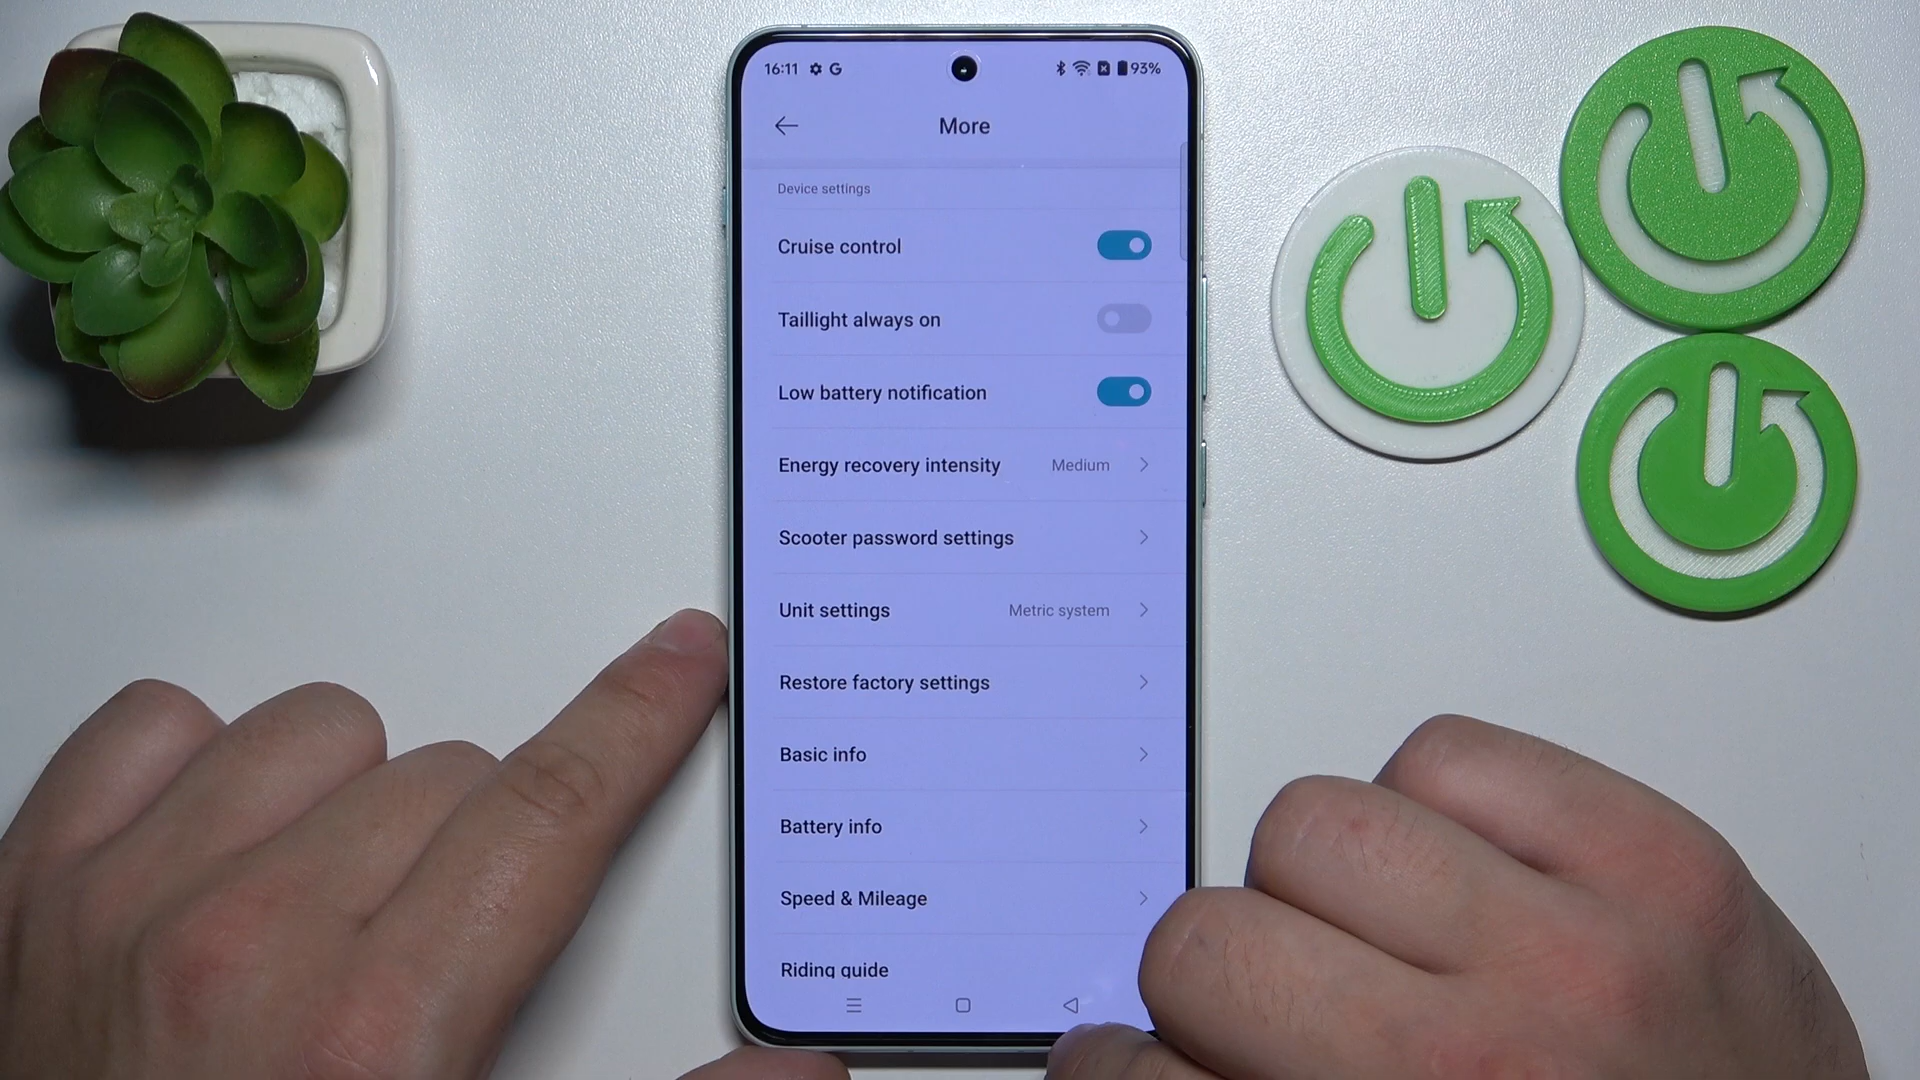 16:11 G 93%
More
Device settings
Cruise control
Taillight always on
Low battery notification
Energy recovery intensity Medium
Scooter password settings
Unit settings Metric system
Restore factory settings
Basic info
Battery info
Speed & Mileage
Riding guide